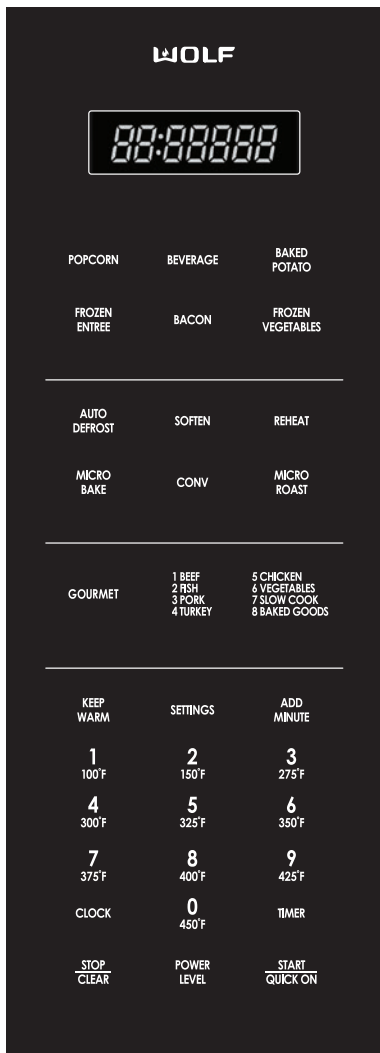 WOLF
88:88888
POPCORN
BEVERAGE
BAKED
POTATO
FROZEN
ENTREE
BACON
FROZEN
VEGETABLES
AUTO
DEFROST
SOFTEN
REHEAT
MICRO
BAKE
CONV
MICRO
ROAST
GOURMET
1 BEEF
2 FISH
3 PORK
4 TURKEY
5 CHICKEN
6 VEGETABLES
7 SLOW COOK
8 BAKED GOODS
KEEP
WARM
SETTINGS
ADD
MINUTE
1
100°F
2
150°F
3
275°F
4
300°F
5
325°F
6
350°F
7
375°F
8
400°F
9
425°F
CLOCK
0
450°F
TIMER
STOP
CLEAR
POWER
LEVEL
START
QUICK ON